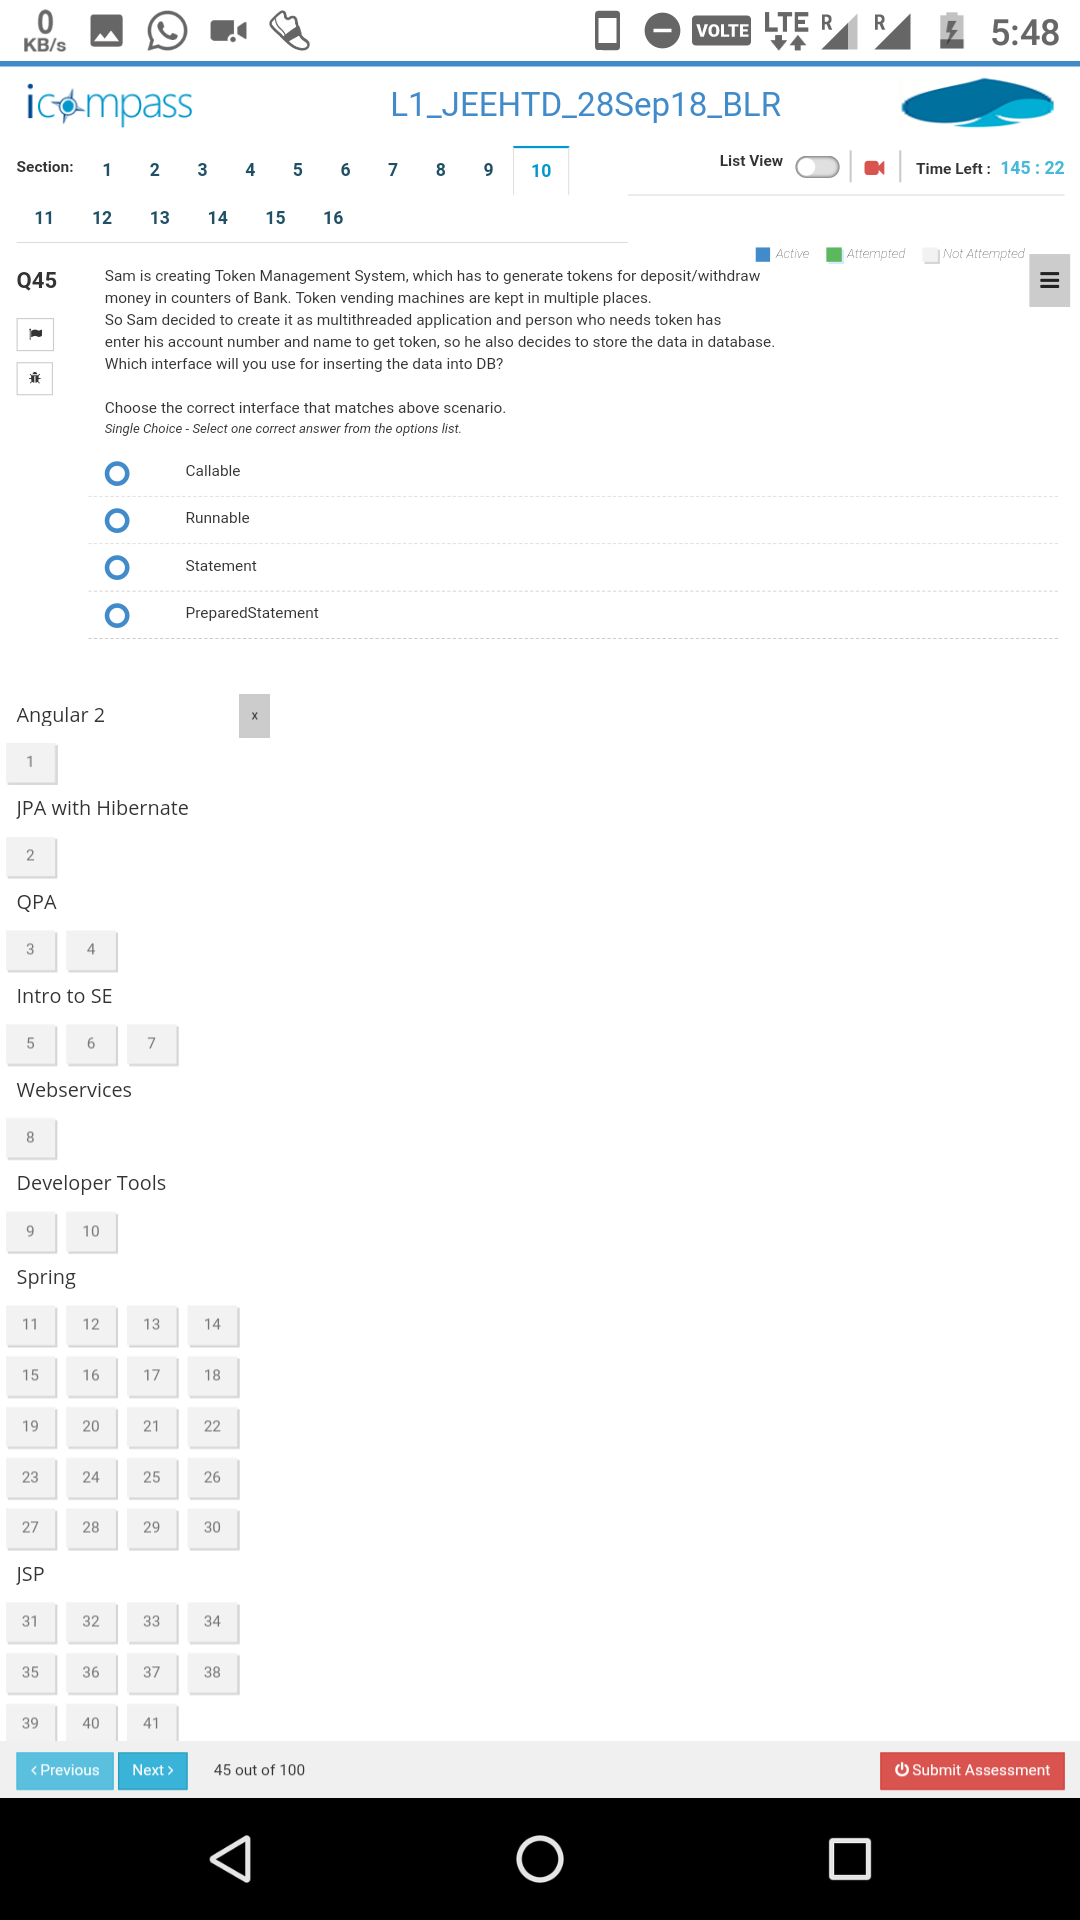 0
KB/s
VOLTE
LTE
R
R
5:48
icompass
L1_JEEHTD_28Sep18_BLR
Section:
1 2 3 4 5 6 7 8 9 10
List View
Time Left : 145 : 22
11 12 13 14 15 16
Active Attempted Not Attempted
Q45
Sam is creating Token Management System, which has to generate tokens for deposit/withdraw
money in counters of Bank. Token vending machines are kept in multiple places.
So Sam decided to create it as multithreaded application and person who needs token has
enter his account number and name to get token, so he also decides to store the data in database.
Which interface will you use for inserting the data into DB?
Choose the correct interface that matches above scenario.
Single Choice - Select one correct answer from the options list.
Callable
Runnable
Statement
PreparedStatement
Angular 2
x
1
JPA with Hibernate
2
QPA
3 4
Intro to SE
5 6 7
Webservices
8
Developer Tools
9 10
Spring
11 12 13 14
15 16 17 18
19 20 21 22
23 24 25 26
27 28 29 30
JSP
31 32 33 34
35 36 37 38
39 40 41
Previous
Next
45 out of 100
Submit Assessment